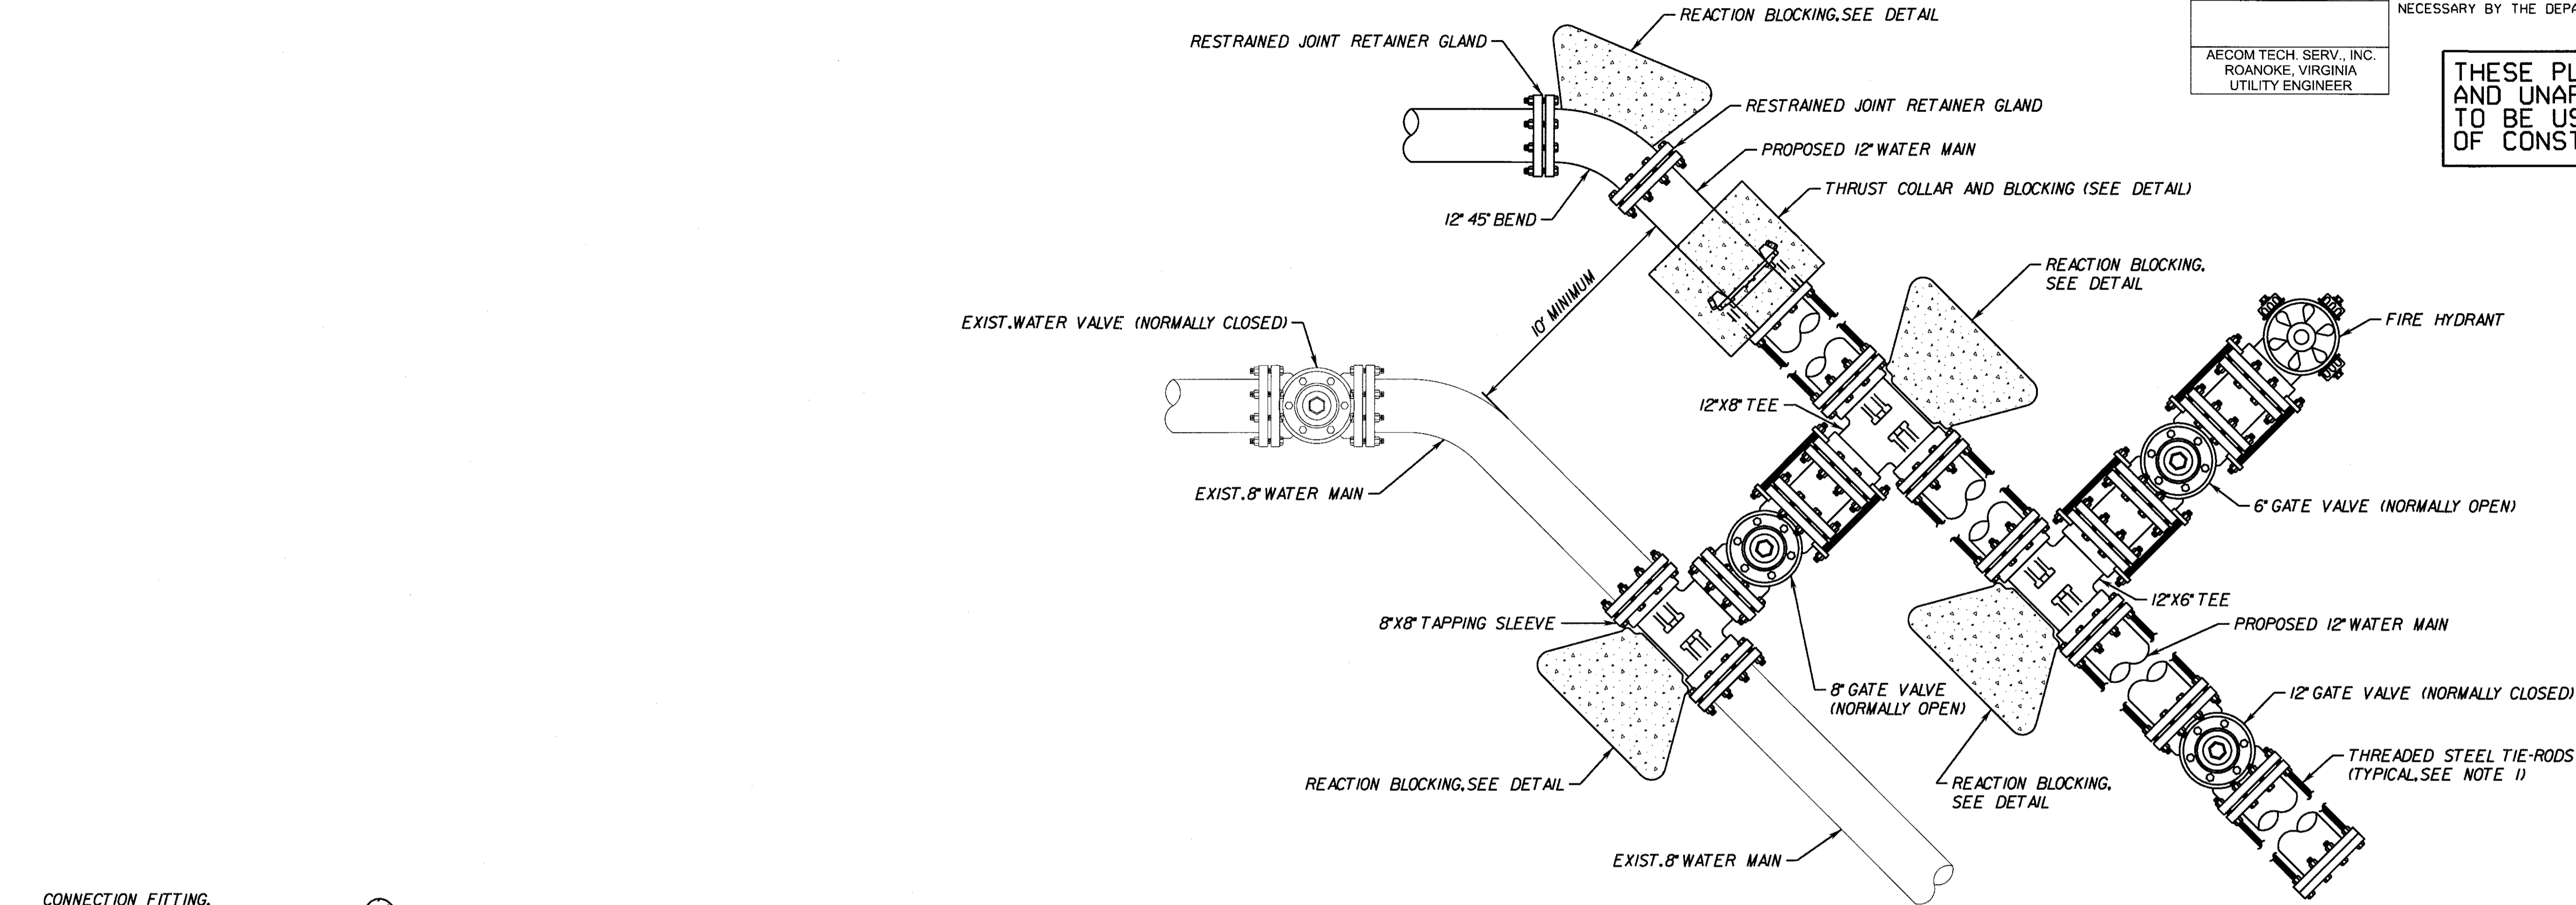 REACTION BLOCKING, SEE DETAIL
RESTRAINED JOINT RETAINER GLAND
NECESSARY BY THE DEPA
AECOM TECH. SERV., INC.
ROANOKE, VIRGINIA
UTILITY ENGINEER
THESE PL
AND UNAP
TO BE US
OF CONST
RESTRAINED JOINT RETAINER GLAND
PROPOSED 12" WATER MAIN
THRUST COLLAR AND BLOCKING (SEE DETAIL)
12" 45° BEND
REACTION BLOCKING,
SEE DETAIL
10' MINIMUM
EXIST. WATER VALVE (NORMALLY CLOSED)
FIRE HYDRANT
12"X8" TEE
EXIST. 8" WATER MAIN
6" GATE VALVE (NORMALLY OPEN)
12"X6" TEE
8"X8" TAPPING SLEEVE
PROPOSED 12" WATER MAIN
8" GATE VALVE
(NORMALLY OPEN)
12" GATE VALVE (NORMALLY CLOSED)
THREADED STEEL TIE-RODS
(TYPICAL, SEE NOTE 1)
REACTION BLOCKING, SEE DETAIL
REACTION BLOCKING,
SEE DETAIL
EXIST. 8" WATER MAIN
CONNECTION FITTING,